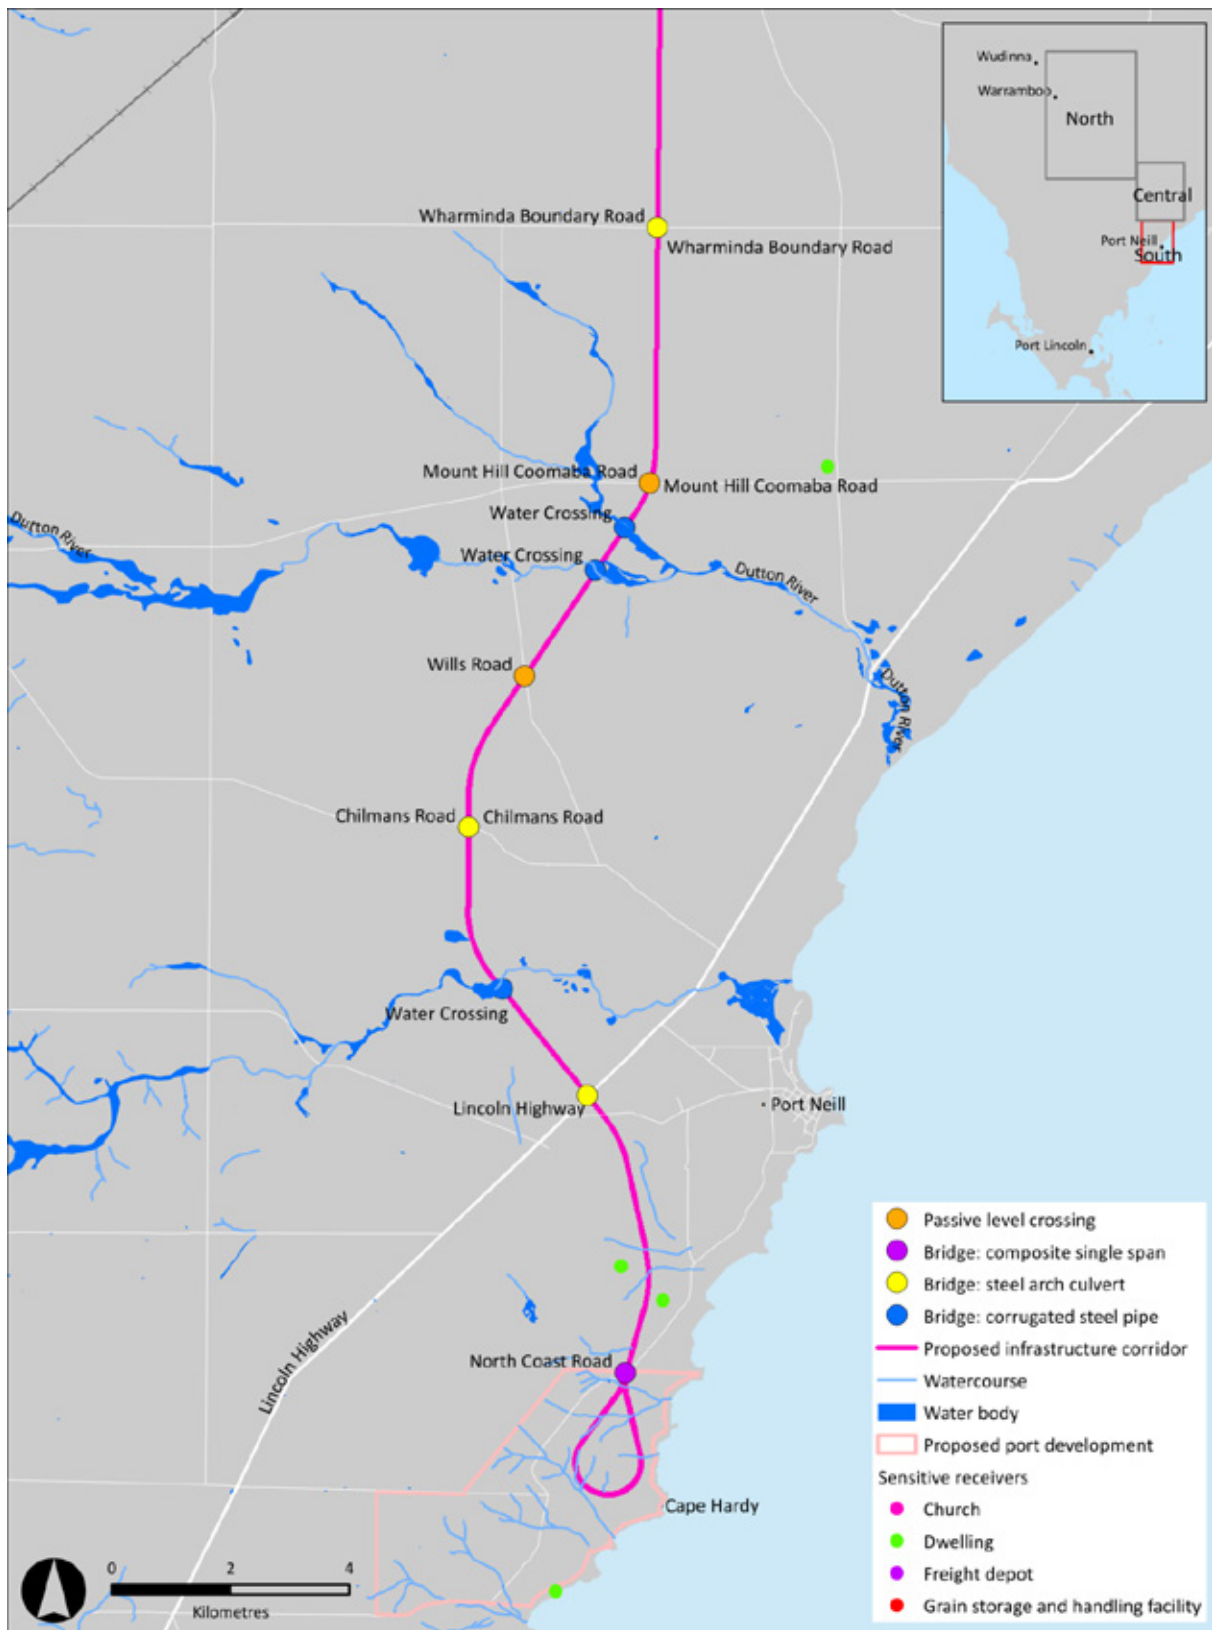 Wudinna
Warramboo
North
Central
Port Neill
South
Port Lincoln
Wharminda Boundary Road
Wharminda Boundary Road
Mount Hill Coomaba Road
Mount Hill Coomaba Road
Water Crossing
Dutton River
Water Crossing
Dutton River
Wills Road
Dutton River
Chilmans Road
Chilmans Road
Water Crossing
Lincoln Highway
Port Neill
Lincoln Highway
North Coast Road
Cape Hardy
Passive level crossing
Bridge: composite single span
Bridge: steel arch culvert
Bridge: corrugated steel pipe
Proposed infrastructure corridor
Watercourse
Water body
Proposed port development
Sensitive receivers
Church
Dwelling
Freight depot
Grain storage and handling facility
0 2 4
Kilometres